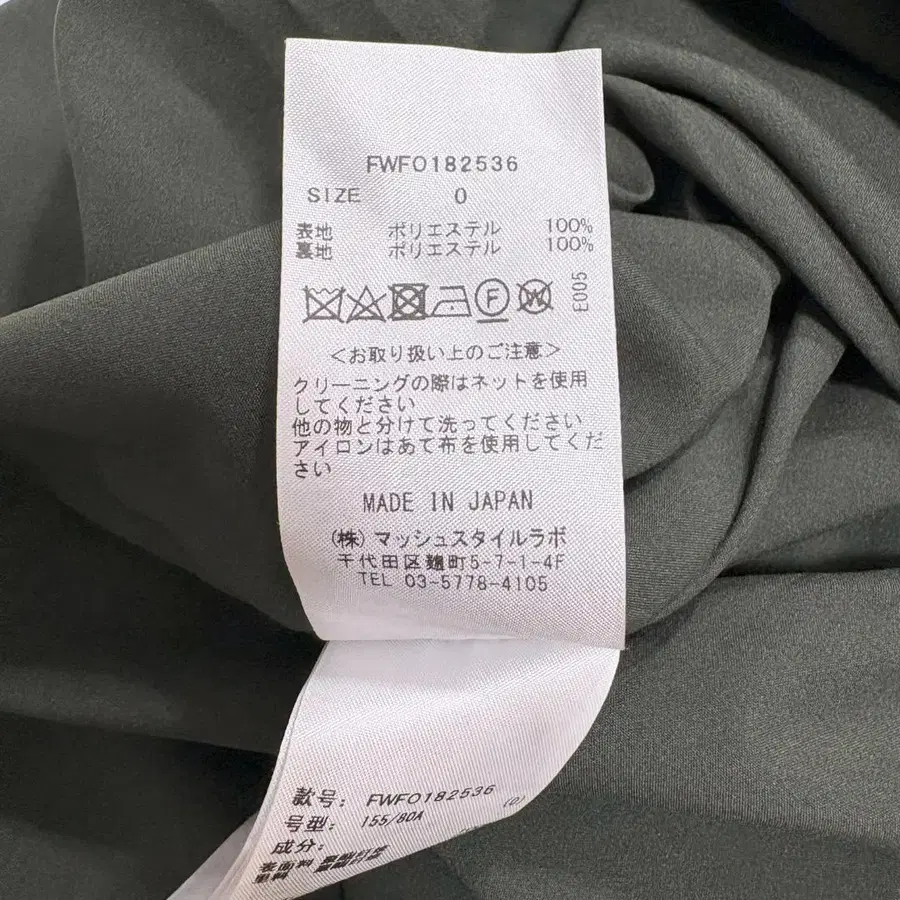 FWFO182536
SIZE 0
表地 ポリエステル 100%
裏地 ポリエステル 100%
F W E005
<お取り扱い上のご注意>
クリーニングの際はネットを使用
してください
他の物と分けて洗ってください
アイロンはあて布を使用してくだ
さい
MADE IN JAPAN
(株)マッシュスタイルラボ
千代田区麹町5-7-1-4F
TEL 03-5778-4105
款号: FWFO182536
号型: 155/80A (0)
成分:
表面料
里料